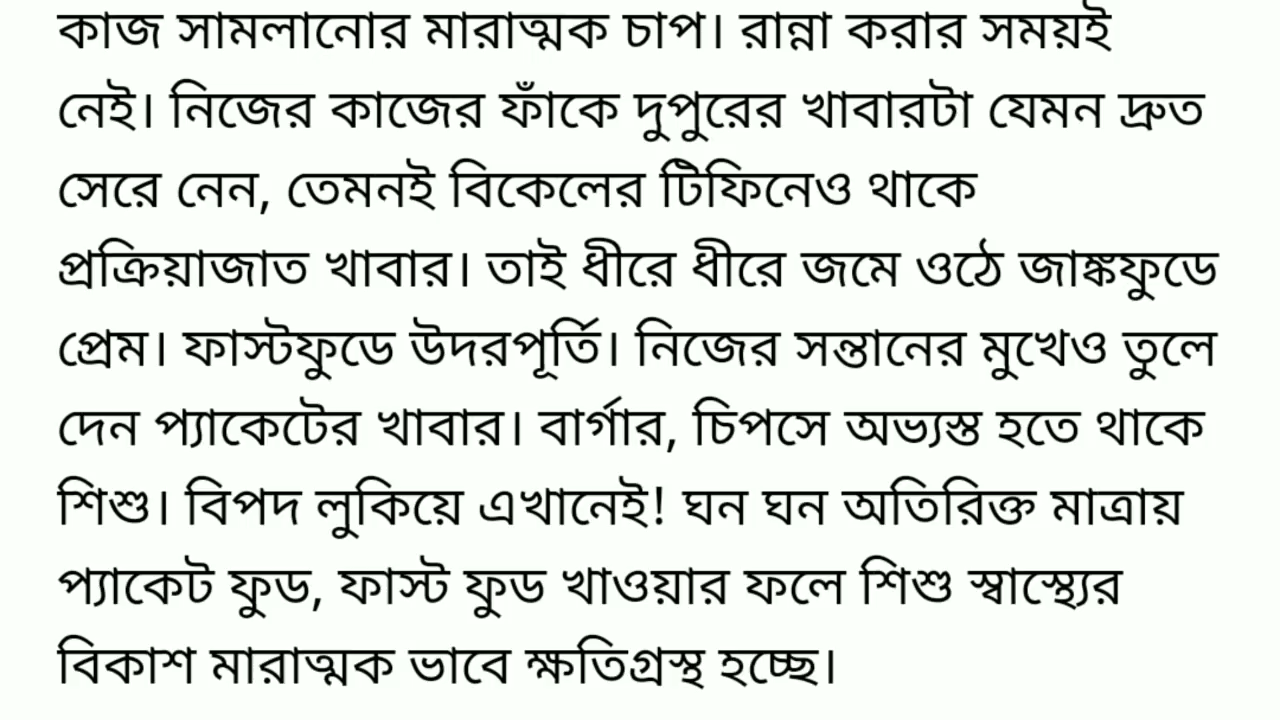 কাজ সামলানোর মারাত্মক চাপ। রান্না করার সময়ই
নেই। নিজের কাজের ফাঁকে দুপুরের খাবারটা যেমন দ্রুত
সেরে নেন, তেমনই বিকেলের টিফিনেও থাকে
প্রক্রিয়াজাত খাবার। তাই ধীরে ধীরে জমে ওঠে জাঙ্কফুডে
প্রেম। ফাস্টফুডে উদরপূর্তি। নিজের সন্তানের মুখেও তুলে
দেন প্যাকেটের খাবার। বার্গার, চিপসে অভ্যস্ত হতে থাকে
শিশু। বিপদ লুকিয়ে এখানেই! ঘন ঘন অতিরিক্ত মাত্রায়
প্যাকেট ফুড, ফাস্ট ফুড খাওয়ার ফলে শিশু স্বাস্থ্যের
বিকাশ মারাত্মক ভাবে ক্ষতিগ্রস্থ হচ্ছে।